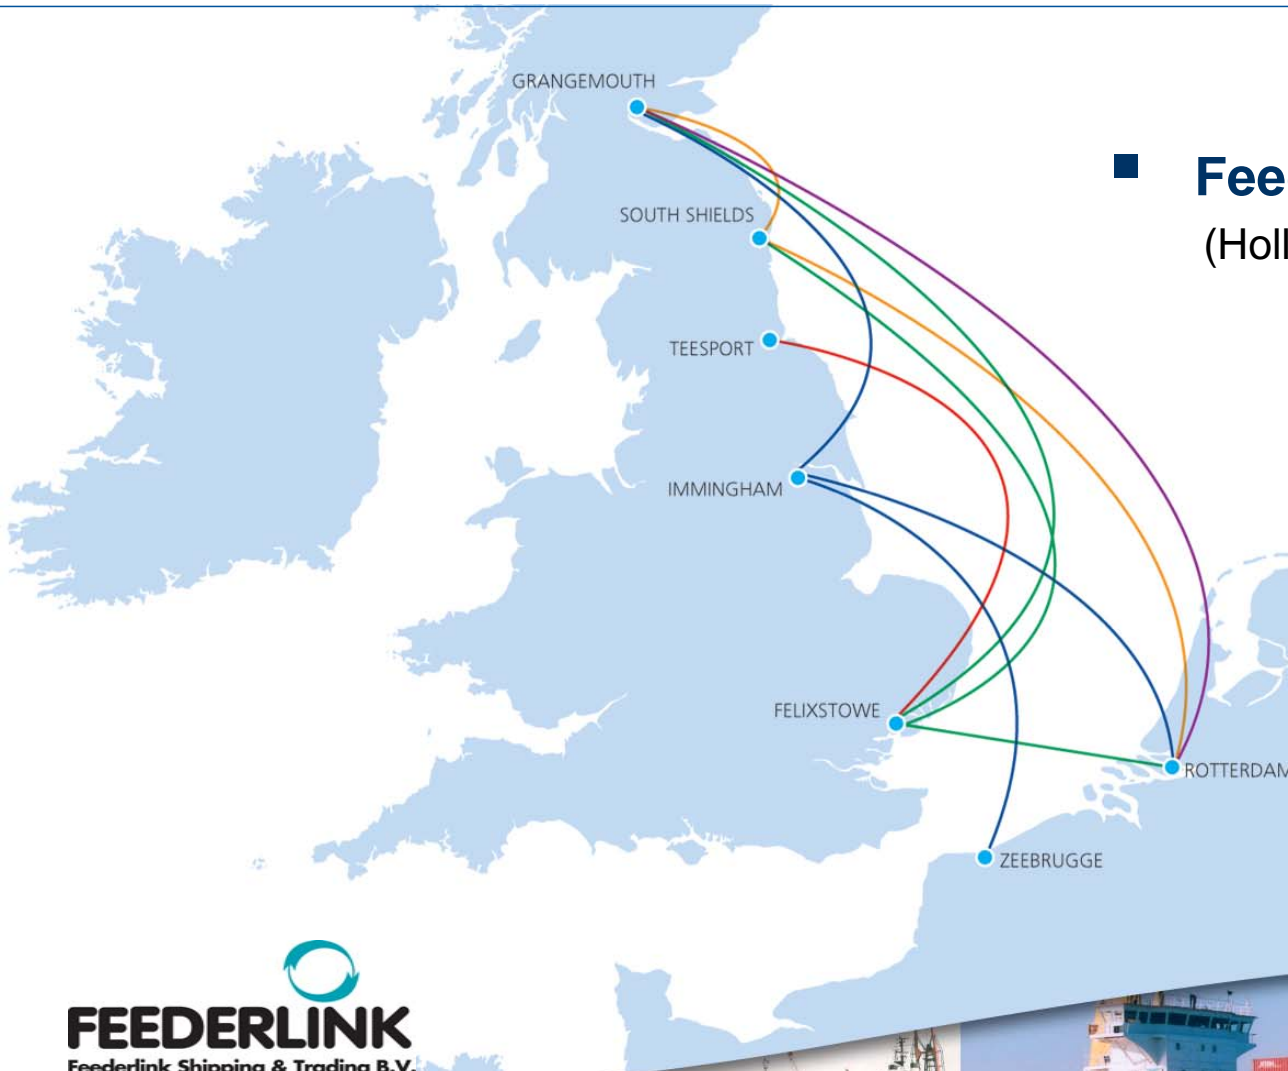 GRANGEMOUTH
Fee
SOUTH SHIELDS
(Holl
TEESPORT
IMMINGHAM
FELIXSTOWE
ROTTERDAM
ZEEBRUGGE
FEEDERLINK
Feederlink Shipping & Trading B.V.